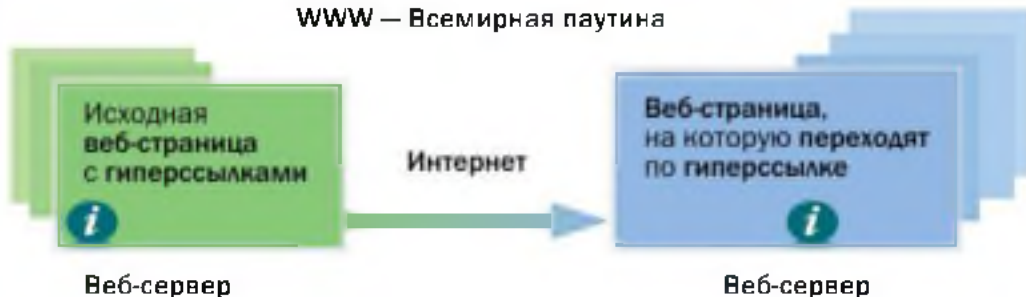 WWW — Всемирная паутина
Исходная
веб-страница
с гиперссылками
i
Интернет
Веб-страница,
на которую переходят
по гиперссылке
i
Веб-сервер
Веб-сервер